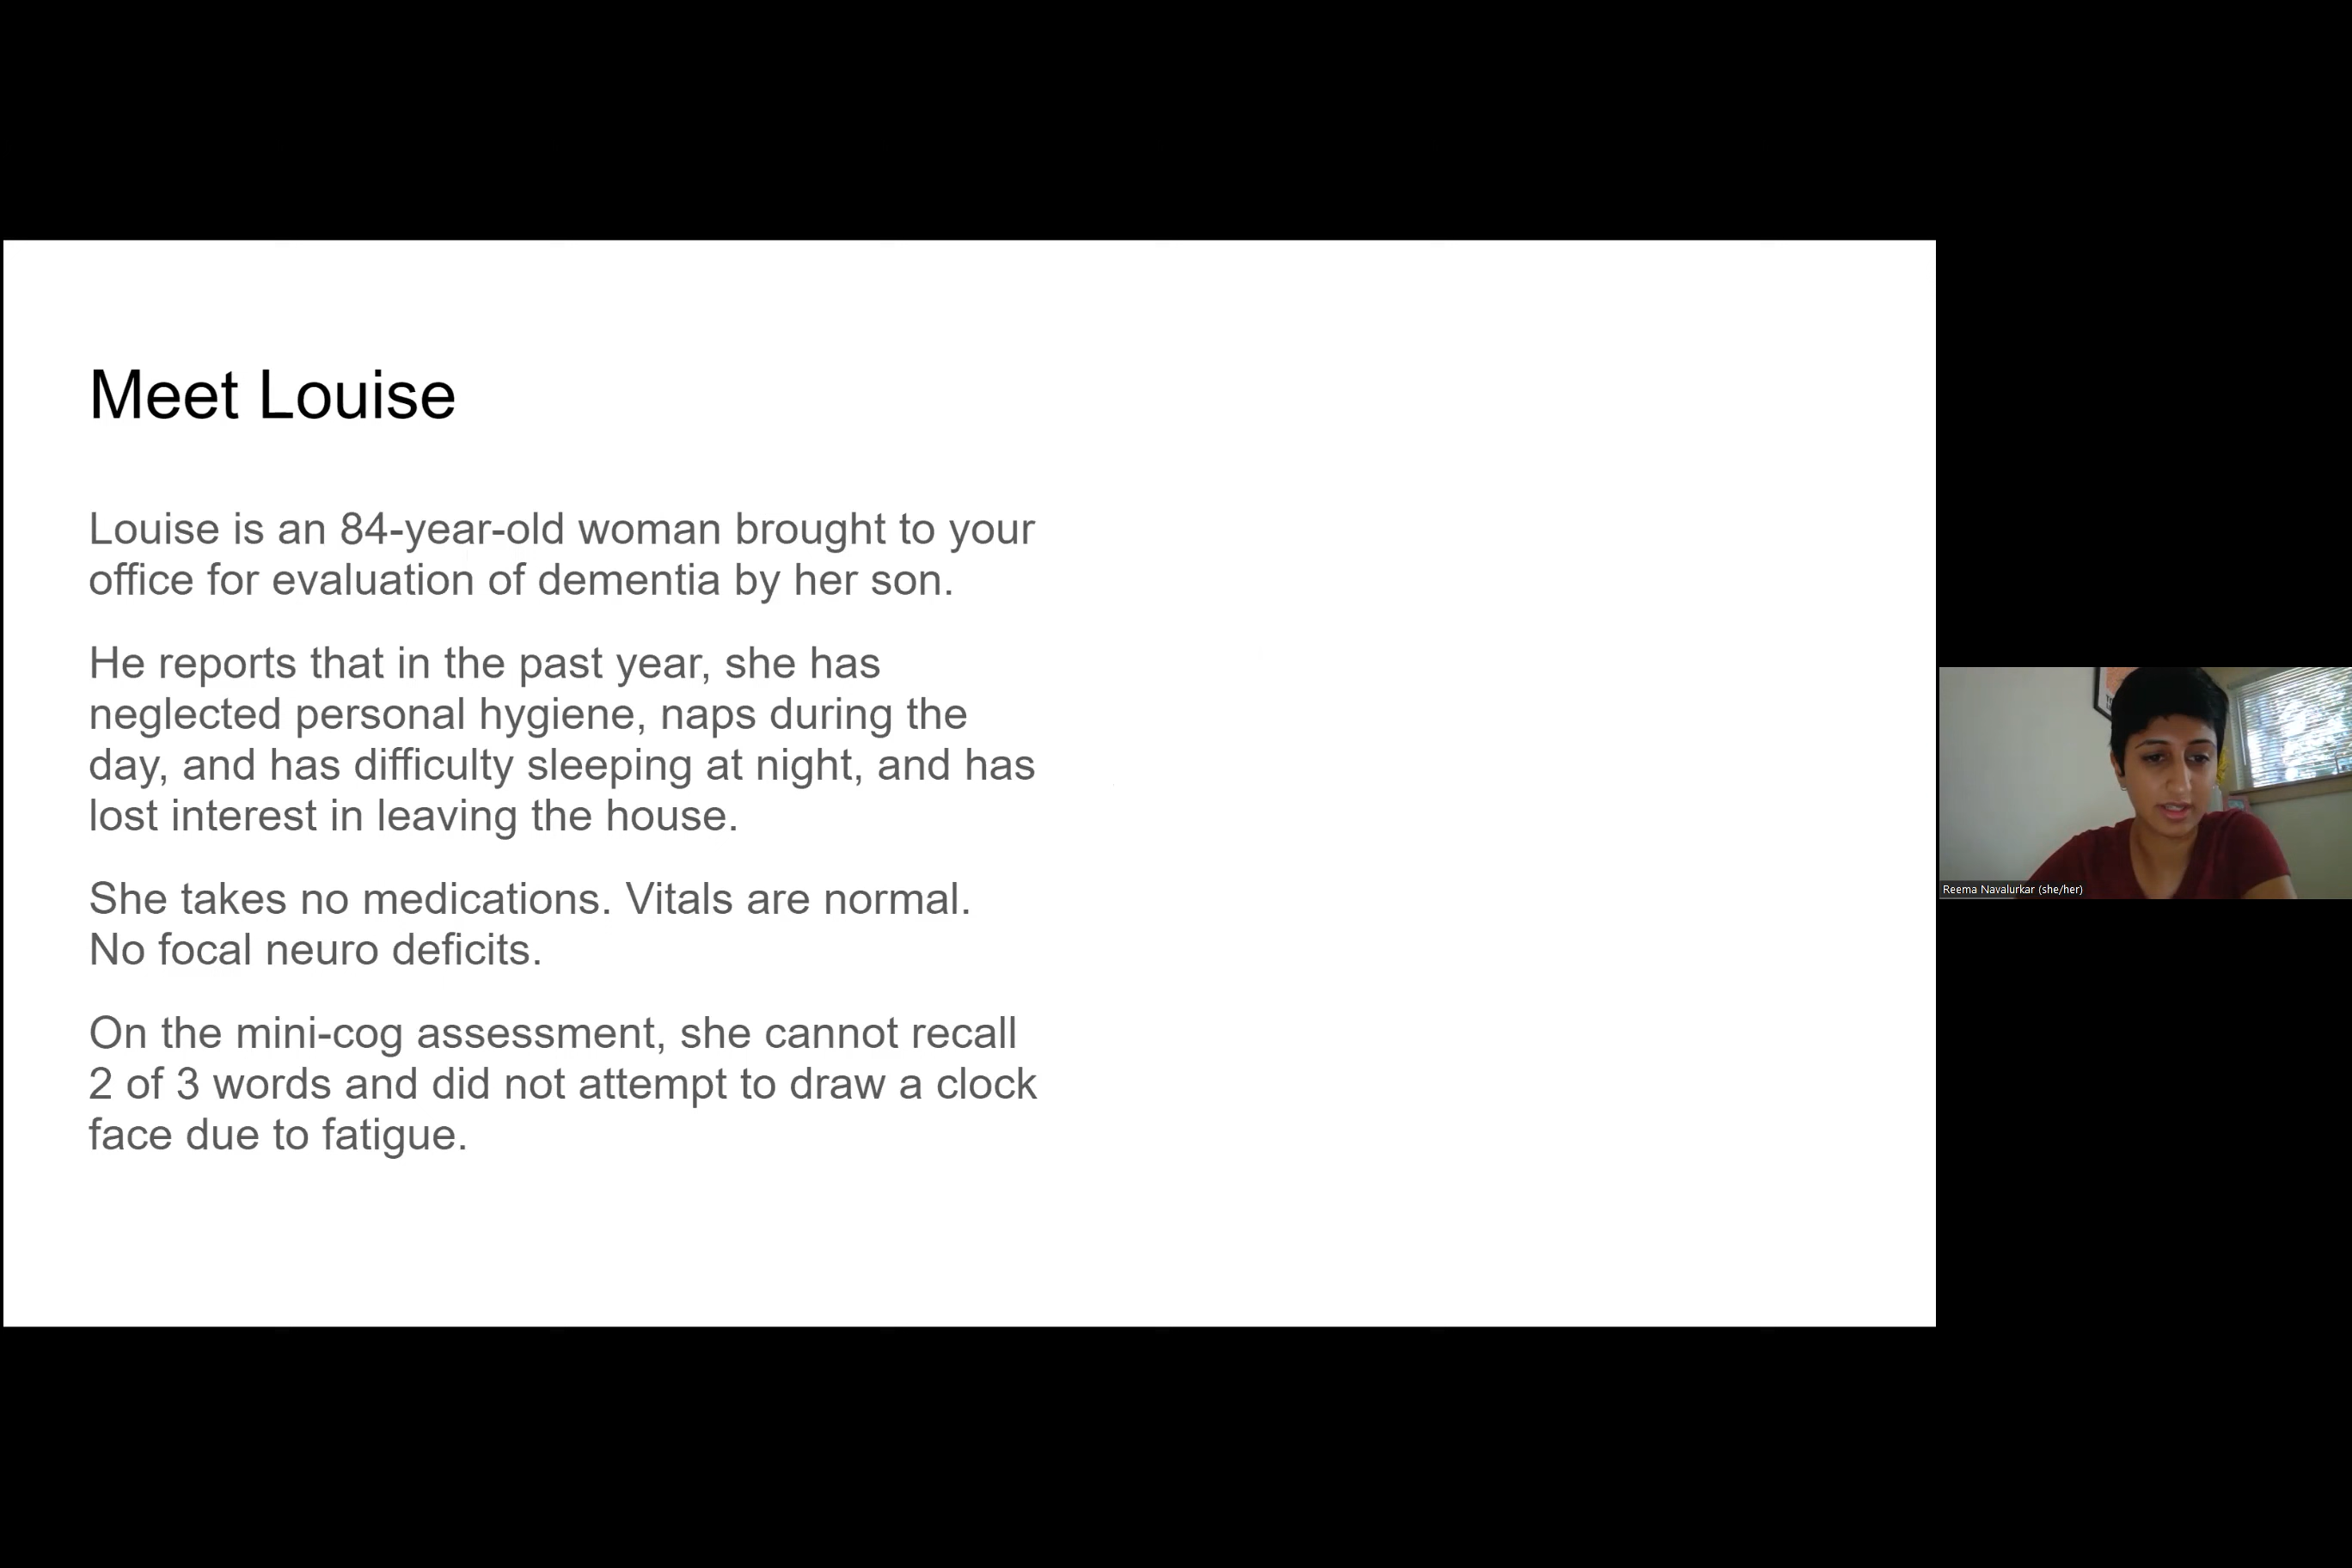 Meet Louise
Louise is an 84-year-old woman brought to your
office for evaluation of dementia by her son.
He reports that in the past year, she has
neglected personal hygiene, naps during the
day, and has difficulty sleeping at night, and has
lost interest in leaving the house.
She takes no medications. Vitals are normal.
No focal neuro deficits.
On the mini-cog assessment, she cannot recall
2 of 3 words and did not attempt to draw a clock
face due to fatigue.
Reema Navalurkar (she/her)